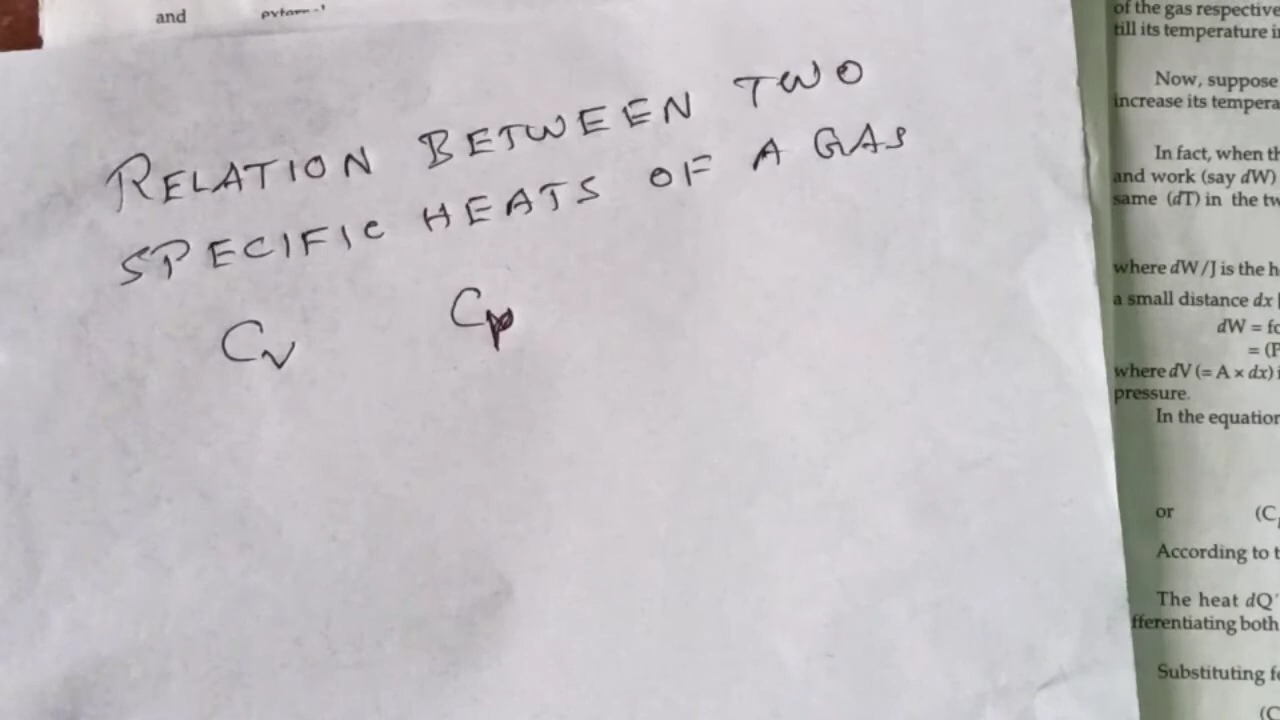 and
RELATION BETWEEN TWO
SPECIFIC HEATS OF A GAS
Cv Cp
of the gas respective
till its temperature i
Now, suppose
increase its tempera
In fact, when th
and work (say dW)
same (dT) in the tw
where dW/J is the h
a small distance dx
dW = fo
= (P
where dV (= A × dx) i
pressure.
In the equation
or (C
According to t
The heat dQ'
fferentiating both
Substituting f
(C